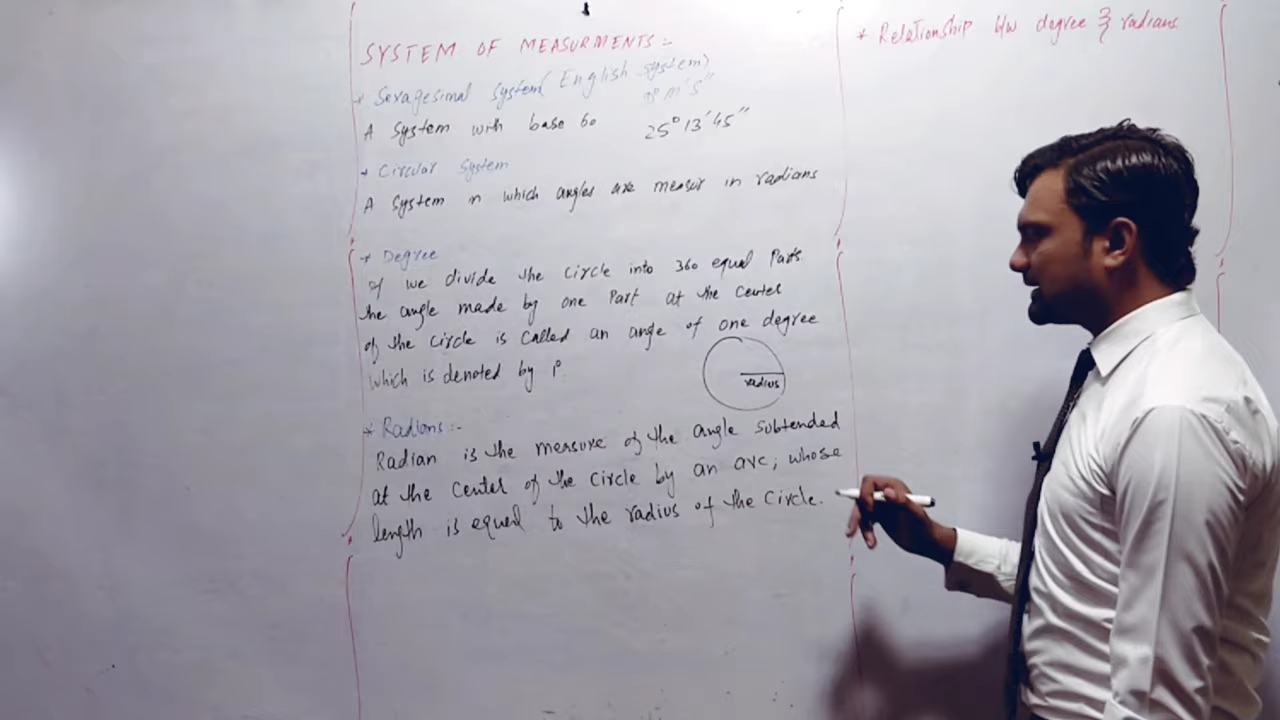 SYSTEM OF MEASURMENTS :-
* Sexagesimal System( English System)
D° M' S"
A System with base 60 25° 13' 45"
* Circular System
A System in which angles are measur in radians
* Degree
if we divide the circle into 360 equal Parts
the angle made by one Part at the center
of the circle is called an angle of one degree
which is denoted by 1°
radius
* Radians :-
Radian is the measure of the angle subtended
at the center of the circle by an arc, whose
length is equal to the radius of the circle.
* Relationship b/w degree & radians